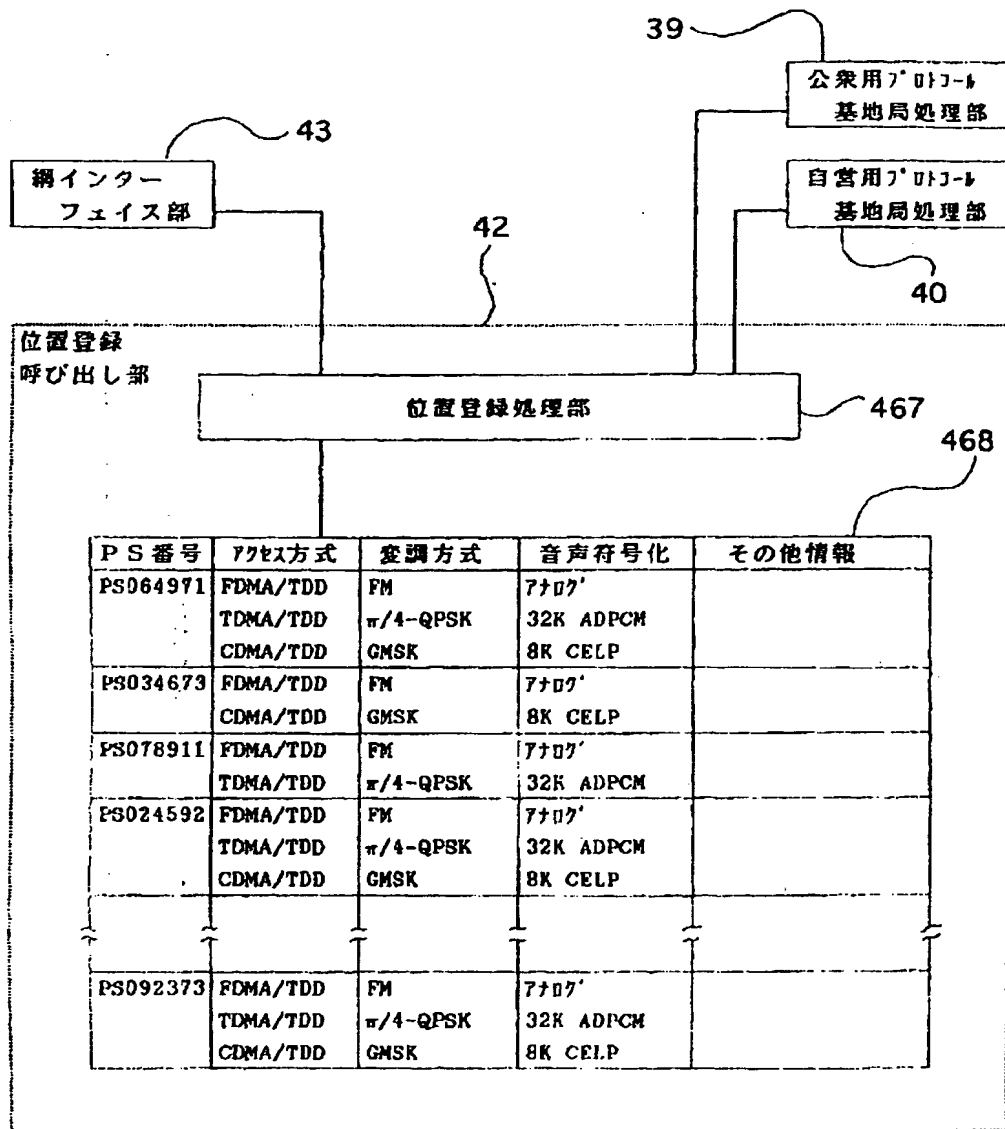 39
公衆用ﾌﾟﾛﾄｺｰﾙ
基地局処理部
43
網インター
フェイス部
自営用ﾌﾟﾛﾄｺｰﾙ
基地局処理部
40
42
位置登録
呼び出し部
位置登録処理部
467
468
PS番号 ｱｸｾｽ方式 変調方式 音声符号化 その他情報
PS064971 FDMA/TDD FM ｱﾅﾛｸﾞ
TDMA/TDD π/4-QPSK 32K ADPCM
CDMA/TDD GMSK 8K CELP
PS034673 FDMA/TDD FM ｱﾅﾛｸﾞ
CDMA/TDD GMSK 8K CELP
PS078911 FDMA/TDD FM ｱﾅﾛｸﾞ
TDMA/TDD π/4-QPSK 32K ADPCM
PS024592 FDMA/TDD FM ｱﾅﾛｸﾞ
TDMA/TDD π/4-QPSK 32K ADPCM
CDMA/TDD GMSK 8K CELP
PS092373 FDMA/TDD FM ｱﾅﾛｸﾞ
TDMA/TDD π/4-QPSK 32K ADPCM
CDMA/TDD GMSK 8K CELP